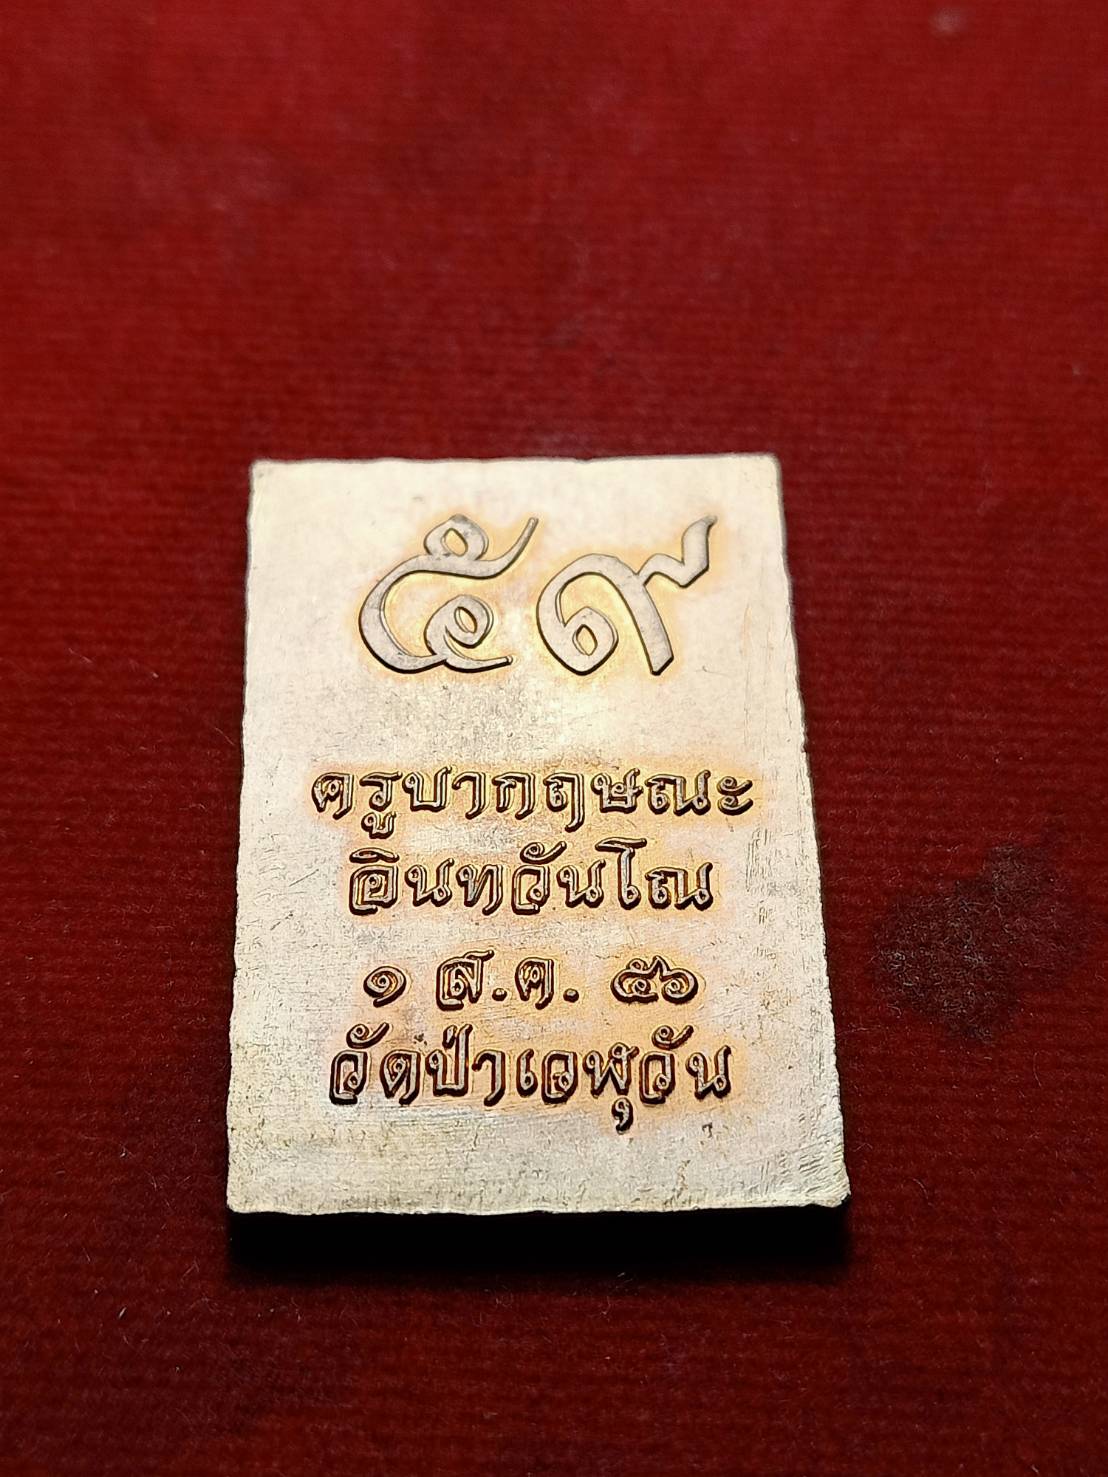 ๕๙
ครูบากฤษณะ
อินทวันโณ
๑ ส.ค. ๕๖
วัดป่าเวฬุวัน